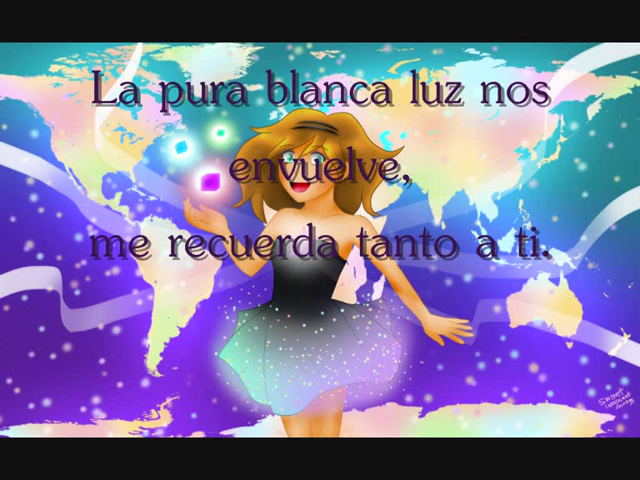 La pura blanca luz nos
envuelve,
me recuerda tanto a ti.